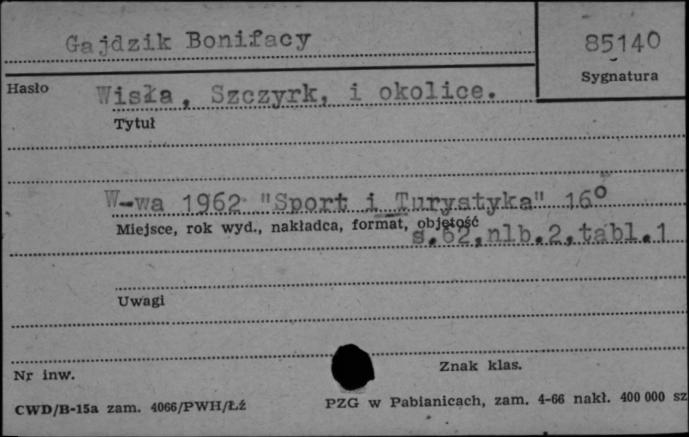 Gajdzik Bonifacy
85140
Sygnatura
Hasło
Wisła, Szczyrk, i okolice.
Tytuł
W-wa 1962 "Sport i Turystyka" 16°
Miejsce, rok wyd., nakładca, format, objętość
s.62,nlb.2,tabl.1
Uwagi
Nr inw.
Znak klas.
CWD/B-15a zam. 4066/PWH/Łź
PZG w Pabianicach, zam. 4-66 nakł. 400 000 sz